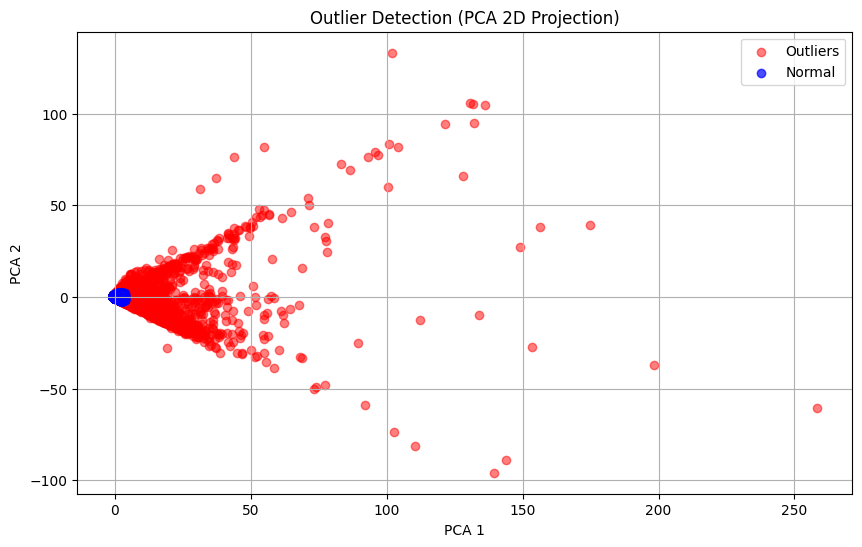 Outlier Detection (PCA 2D Projection)
Outliers
Normal
PCA 2
100
50
0
−50
−100
0 50 100 150 200 250
PCA 1